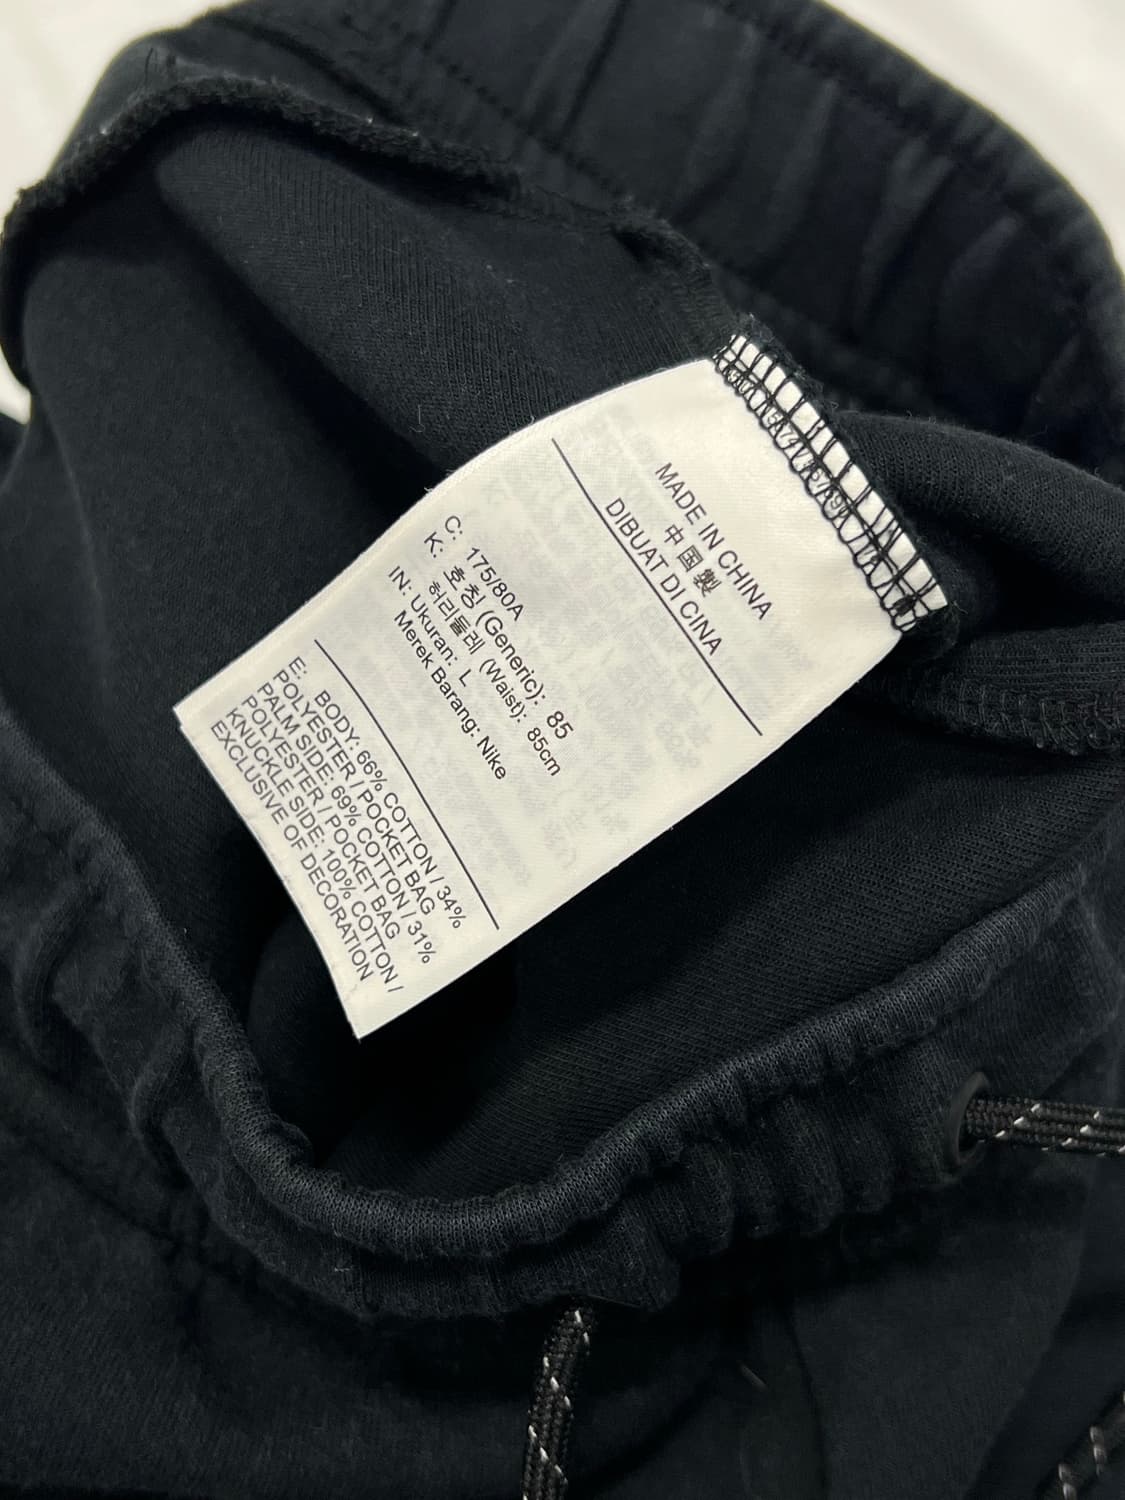 MADE IN CHINA
中国製
DIBUAT DI CINA
C: 175/80A
K: 호칭(Generic): 85
허리둘레 (Waist): 85cm
IN: Ukuran: L
Merek Barang: Nike
E: BODY: 66% COTTON / 34%
POLYESTER / POCKET BAG
PALM SIDE: 69% COTTON / 31%
POLYESTER / POCKET BAG
KNUCKLE SIDE: 100% COTTON /
EXCLUSIVE OF DECORATION